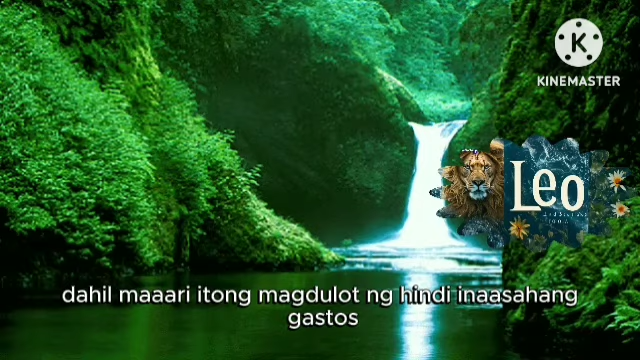 KINEMASTER
Leo
dahil maaari itong magdulot ng hindi inaasahang
gastos